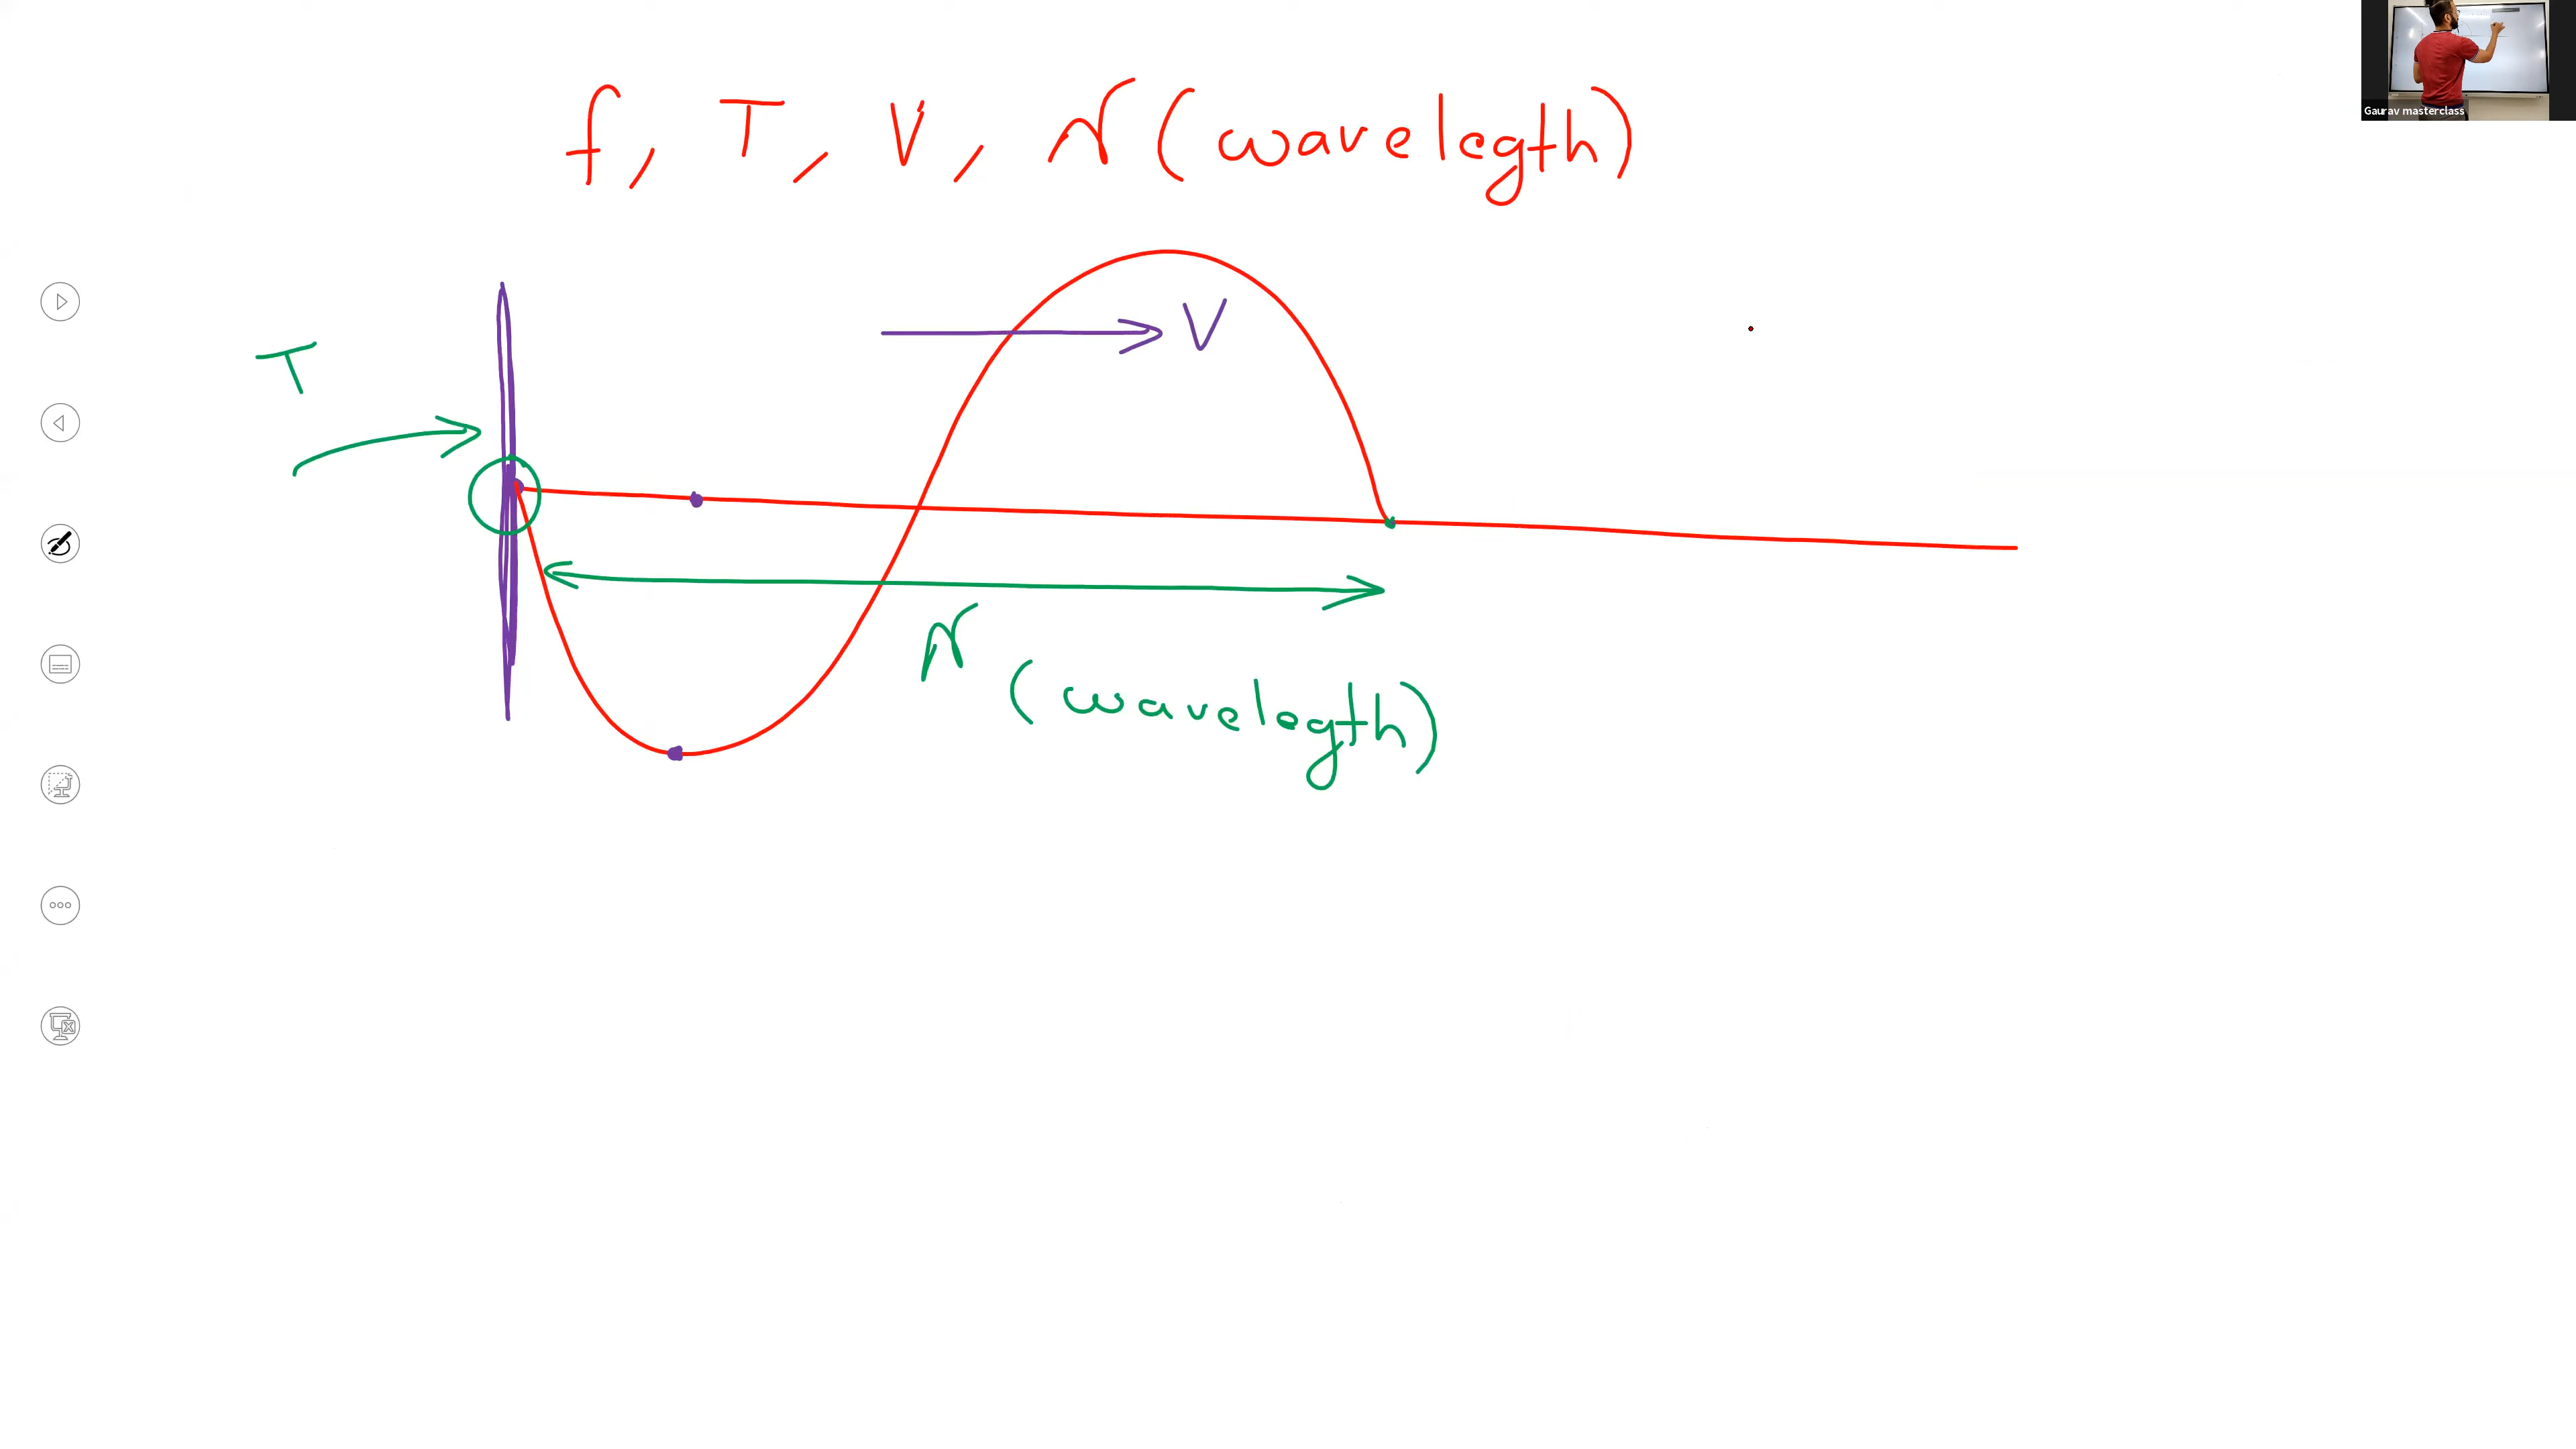 f, T, V, λ (wavelegth)
Gaurav masterclass
V
T
λ
(wavelegth)